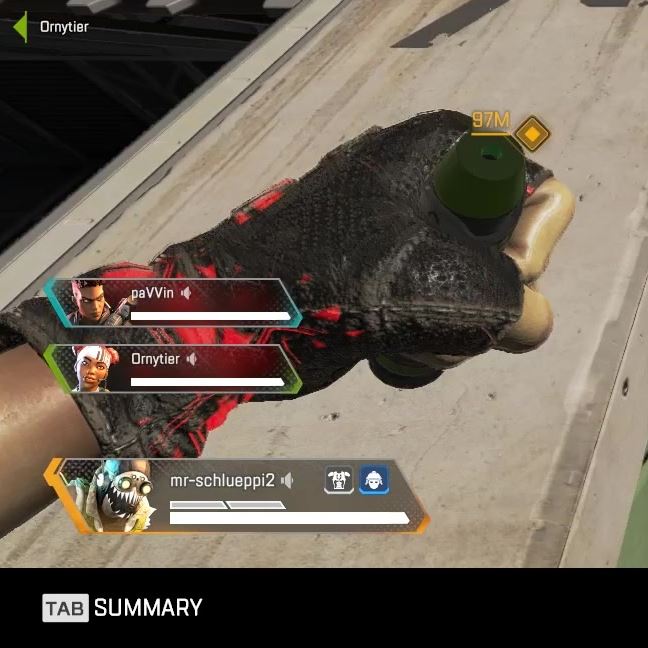 Ornytier
97M
paVVin
Ornytier
mr-schlueppi2
TAB SUMMARY